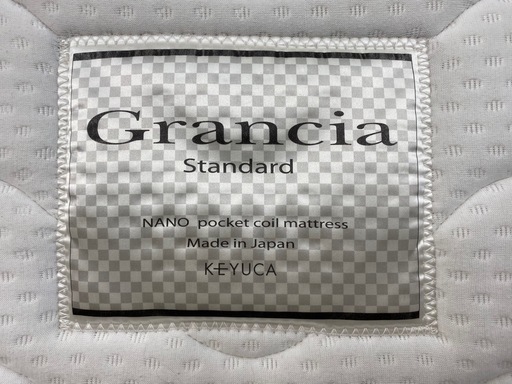 Grancia
Standard
NANO pocket coil mattress
Made in Japan
KEYUCA